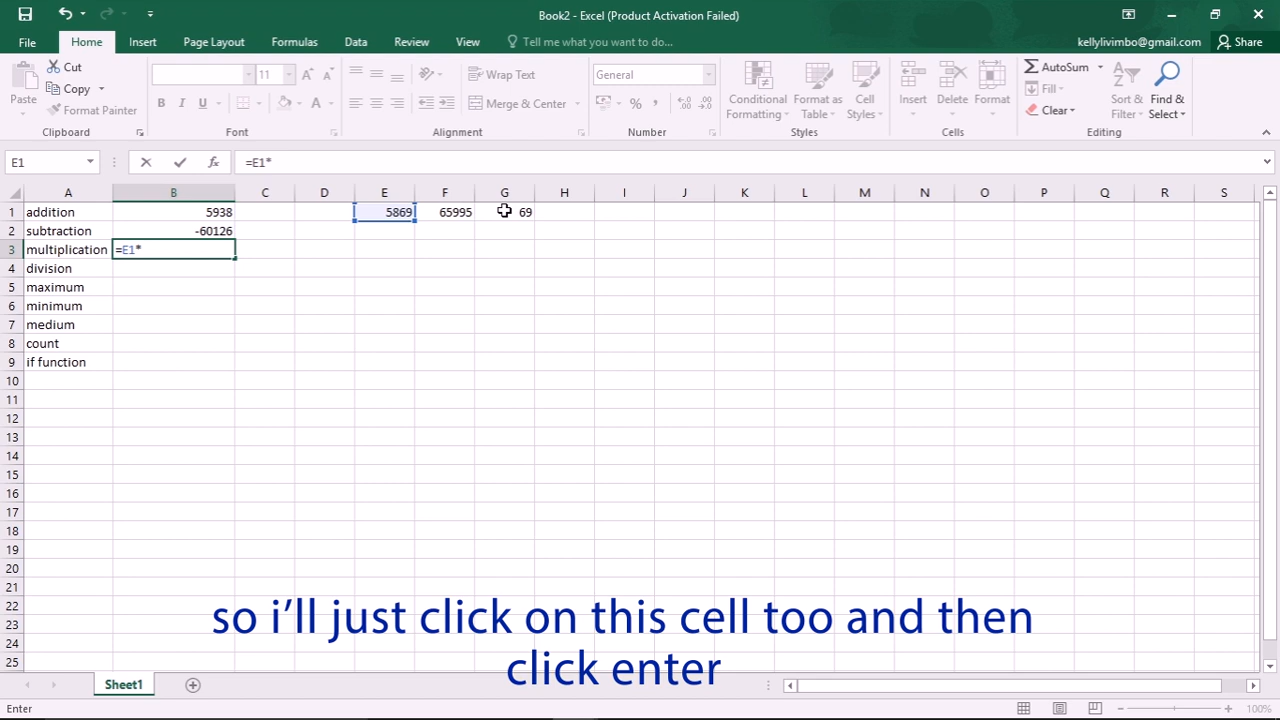 Book2 - Excel (Product Activation Failed)
File Home Insert Page Layout Formulas Data Review View Tell me what you want to do... kellylivimbo@gmail.com Share
Cut
Copy
Format Painter
Paste
Clipboard
11
Font
Wrap Text
Merge & Center
Alignment
General
Number
Conditional Formatting
Format as Table
Cell Styles
Styles
Insert Delete Format
Cells
AutoSum
Fill
Clear
Sort & Filter
Find & Select
Editing
E1 fx =E1*
A B C D E F G H I J K L M N O P Q R S
1 addition 5938 5869 65995 69
2 subtraction -60126
3 multiplication =E1*
4 division
5 maximum
6 minimum
7 medium
8 count
9 if function
10
11
12
13
14
15
16
17
18
19
20
21
22
23
24
25
so i’ll just click on this cell too and then
click enter
Sheet1
Enter 100%